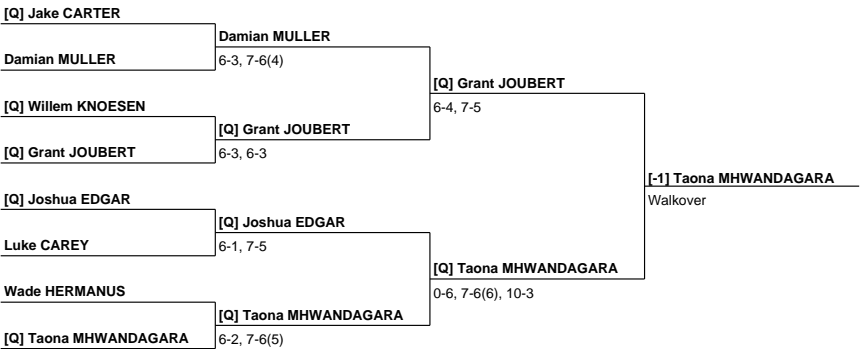 [Q] Jake CARTER
Damian MULLER
Damian MULLER
6-3, 7-6(4)
[Q] Grant JOUBERT
6-4, 7-5
[Q] Willem KNOESEN
[Q] Grant JOUBERT
[Q] Grant JOUBERT
6-3, 6-3
[-1] Taona MHWANDAGARA
Walkover
[Q] Joshua EDGAR
[Q] Joshua EDGAR
Luke CAREY
6-1, 7-5
[Q] Taona MHWANDAGARA
0-6, 7-6(6), 10-3
Wade HERMANUS
[Q] Taona MHWANDAGARA
[Q] Taona MHWANDAGARA
6-2, 7-6(5)